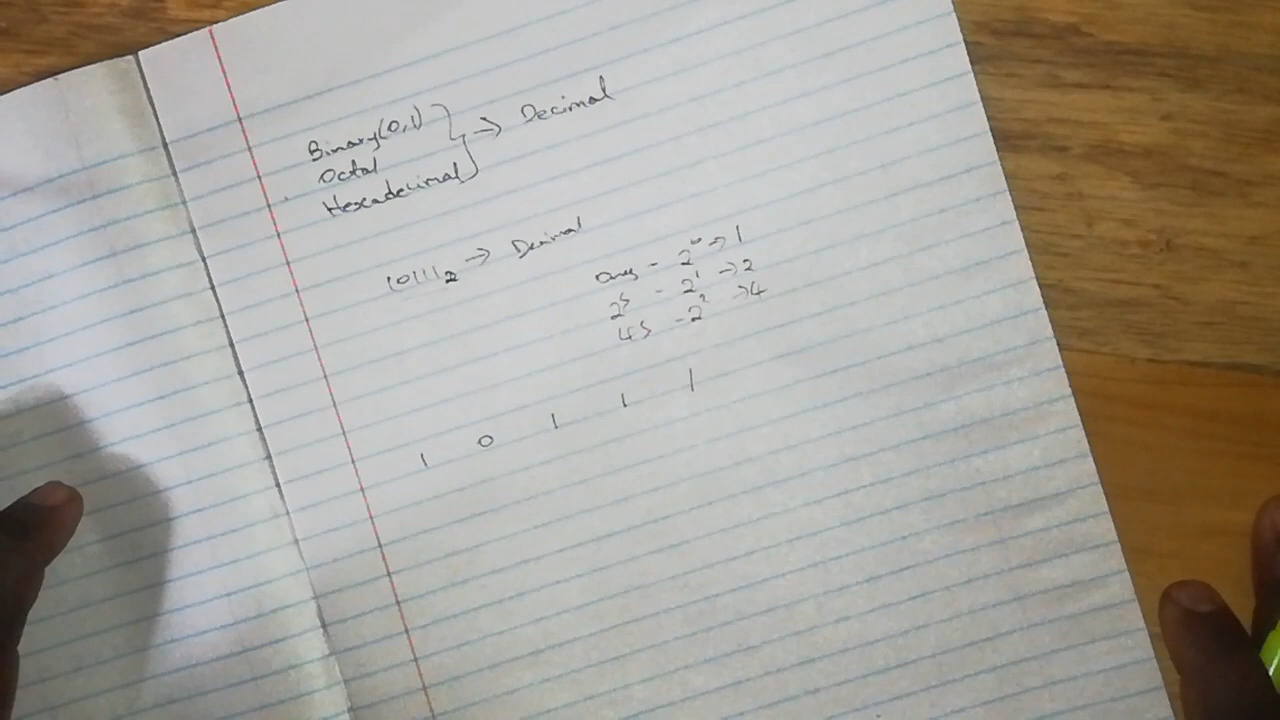 Binary(0,1)
Octal
Hexadecimal
} → Decimal
10111₂ → Decimal
ones - 2⁰ → 1
2s - 2¹ → 2
4s - 2² → 4
1 0 1 1 1